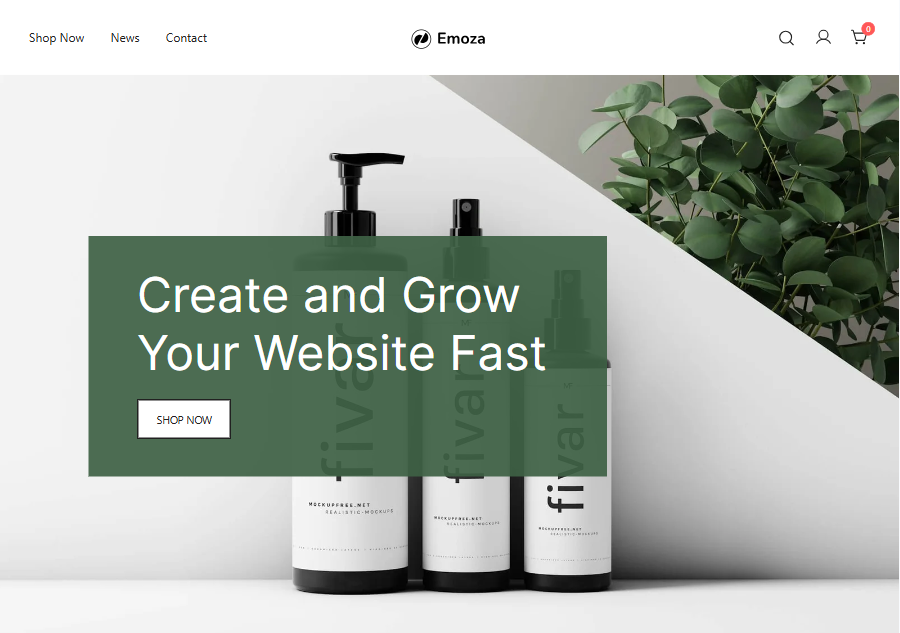 Shop Now
News
Contact
Emoza
0
Create and Grow
Your Website Fast
SHOP NOW
fivar
MOCKUPFREE.NET
REALISTIC-MOCKUPS
fivar
MOCKUPFREE.NET
REALISTIC-MOCKUPS
fivar
MOCKUPFREE.NET
REALISTIC-MOCKUPS